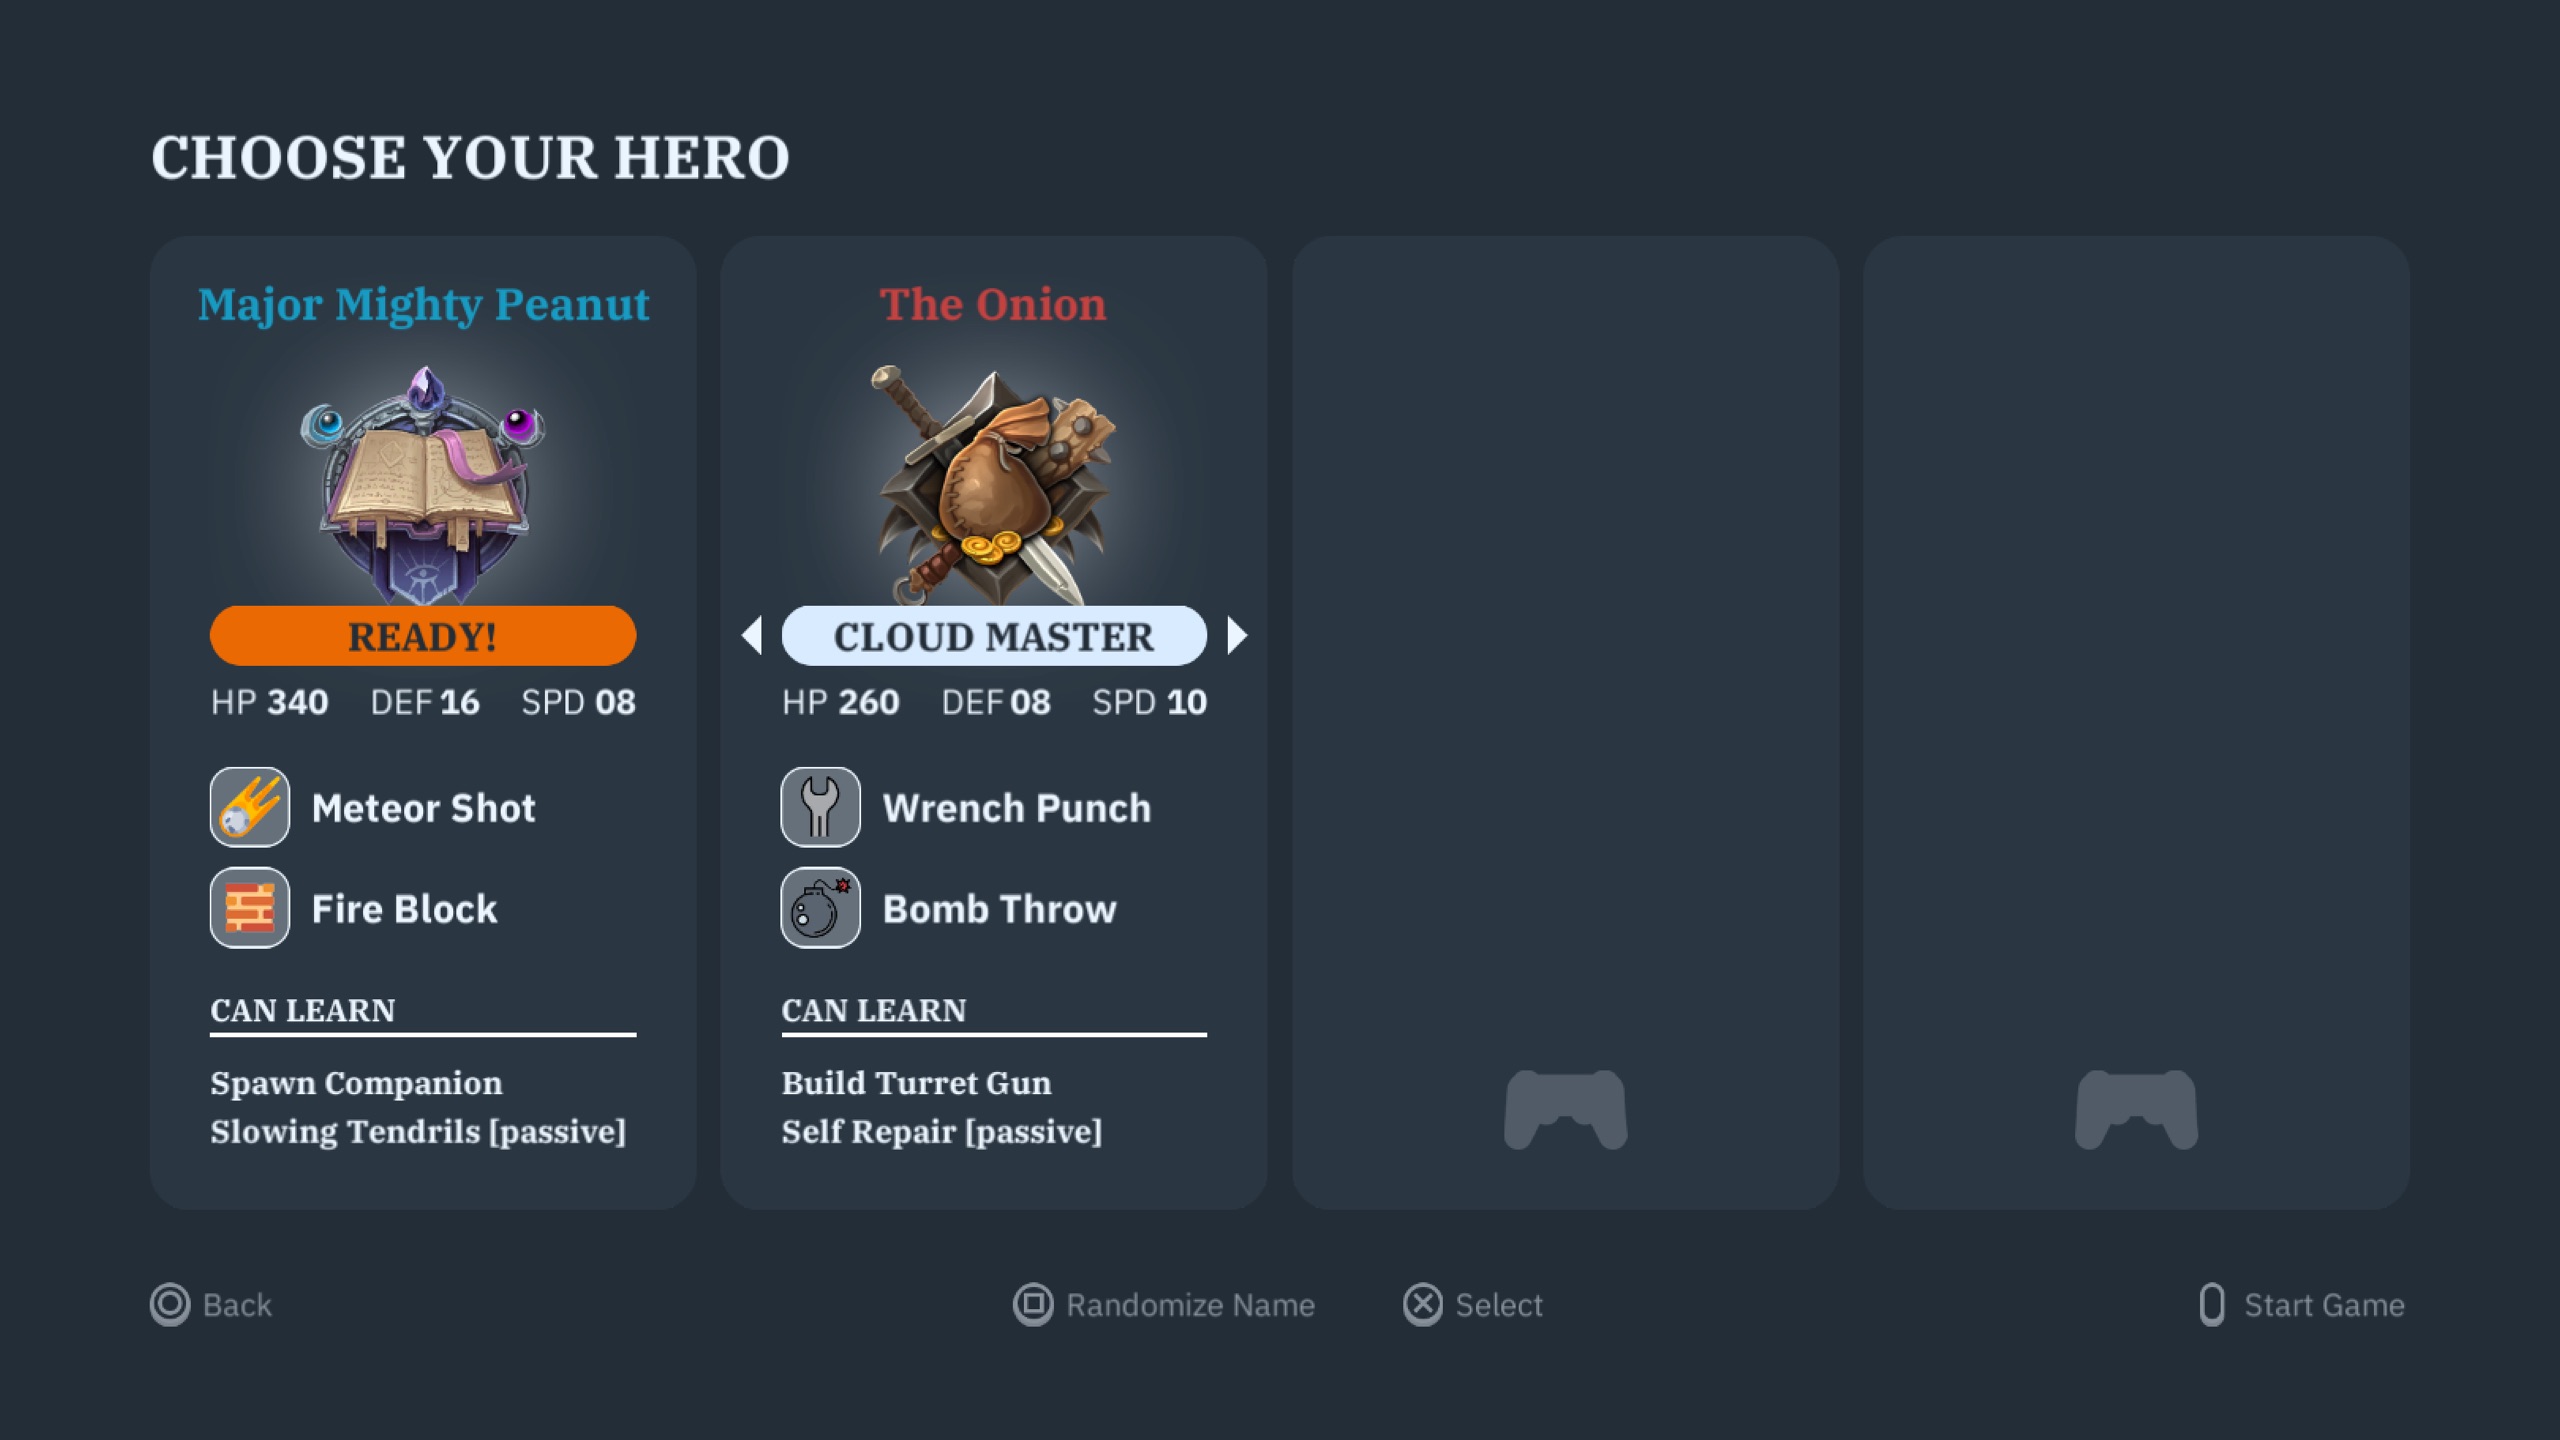 CHOOSE YOUR HERO
Major Mighty Peanut
READY!
HP 340 DEF 16 SPD 08
Meteor Shot
Fire Block
CAN LEARN
Spawn Companion
Slowing Tendrils [passive]
The Onion
CLOUD MASTER
HP 260 DEF 08 SPD 10
Wrench Punch
Bomb Throw
CAN LEARN
Build Turret Gun
Self Repair [passive]
Back
Randomize Name
Select
Start Game